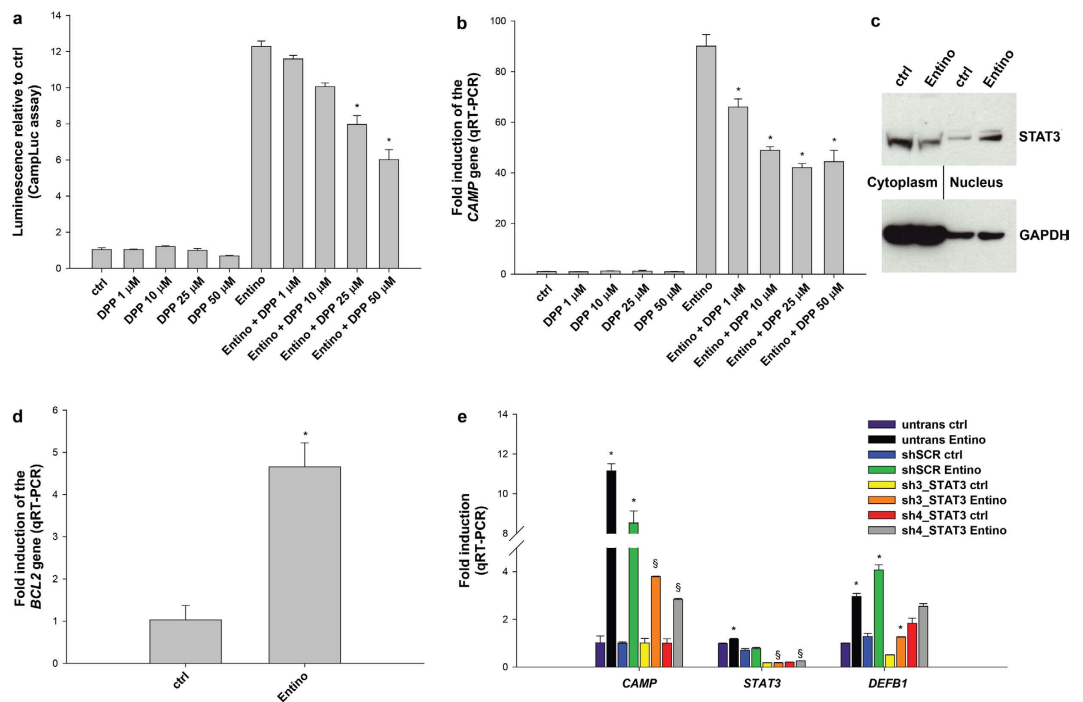 a
Luminescence relative to ctrl
(CampLuc assay)
14
12
10
8
6
4
2
0
ctrl
DPP 1 µM
DPP 10 µM
DPP 25 µM
DPP 50 µM
Entino
Entino + DPP 1 µM
Entino + DPP 10 µM
Entino + DPP 25 µM
Entino + DPP 50 µM
*
*
b
Fold induction of the
CAMP gene (qRT-PCR)
100
80
60
40
20
0
ctrl
DPP 1 µM
DPP 10 µM
DPP 25 µM
DPP 50 µM
Entino
Entino + DPP 1 µM
Entino + DPP 10 µM
Entino + DPP 25 µM
Entino + DPP 50 µM
*
*
*
*
c
ctrl
Entino
ctrl
Entino
STAT3
Cytoplasm
Nucleus
GAPDH
d
Fold induction of the
BCL2 gene (qRT-PCR)
6
5
4
3
2
1
0
ctrl
Entino
*
e
Fold induction
(qRT-PCR)
14
12
10
8
4
2
0
*
*
§
§
*
§
§
*
*
*
CAMP
STAT3
DEFB1
untrans ctrl
untrans Entino
shSCR ctrl
shSCR Entino
sh3_STAT3 ctrl
sh3_STAT3 Entino
sh4_STAT3 ctrl
sh4_STAT3 Entino